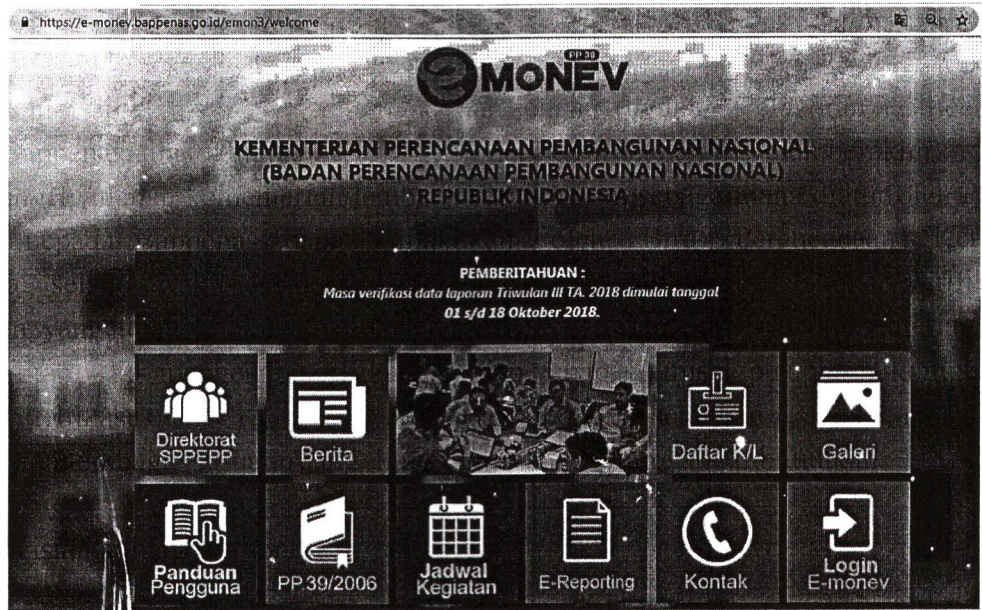 https://e-monev.bappenas.go.id/emon3/welcome
PP 39
eMONEV
KEMENTERIAN PERENCANAAN PEMBANGUNAN NASIONAL
(BADAN PERENCANAAN PEMBANGUNAN NASIONAL)
REPUBLIK INDONESIA
PEMBERITAHUAN :
Masa verifikasi data laporan Triwulan III TA. 2018 dimulai tanggal
01 s/d 18 Oktober 2018.
Direktorat
SPPEPP
Berita
Daftar K/L
Galeri
Panduan
Pengguna
PP.39/2006
Jadwal
Kegiatan
E-Reporting
Kontak
Login
E-monev